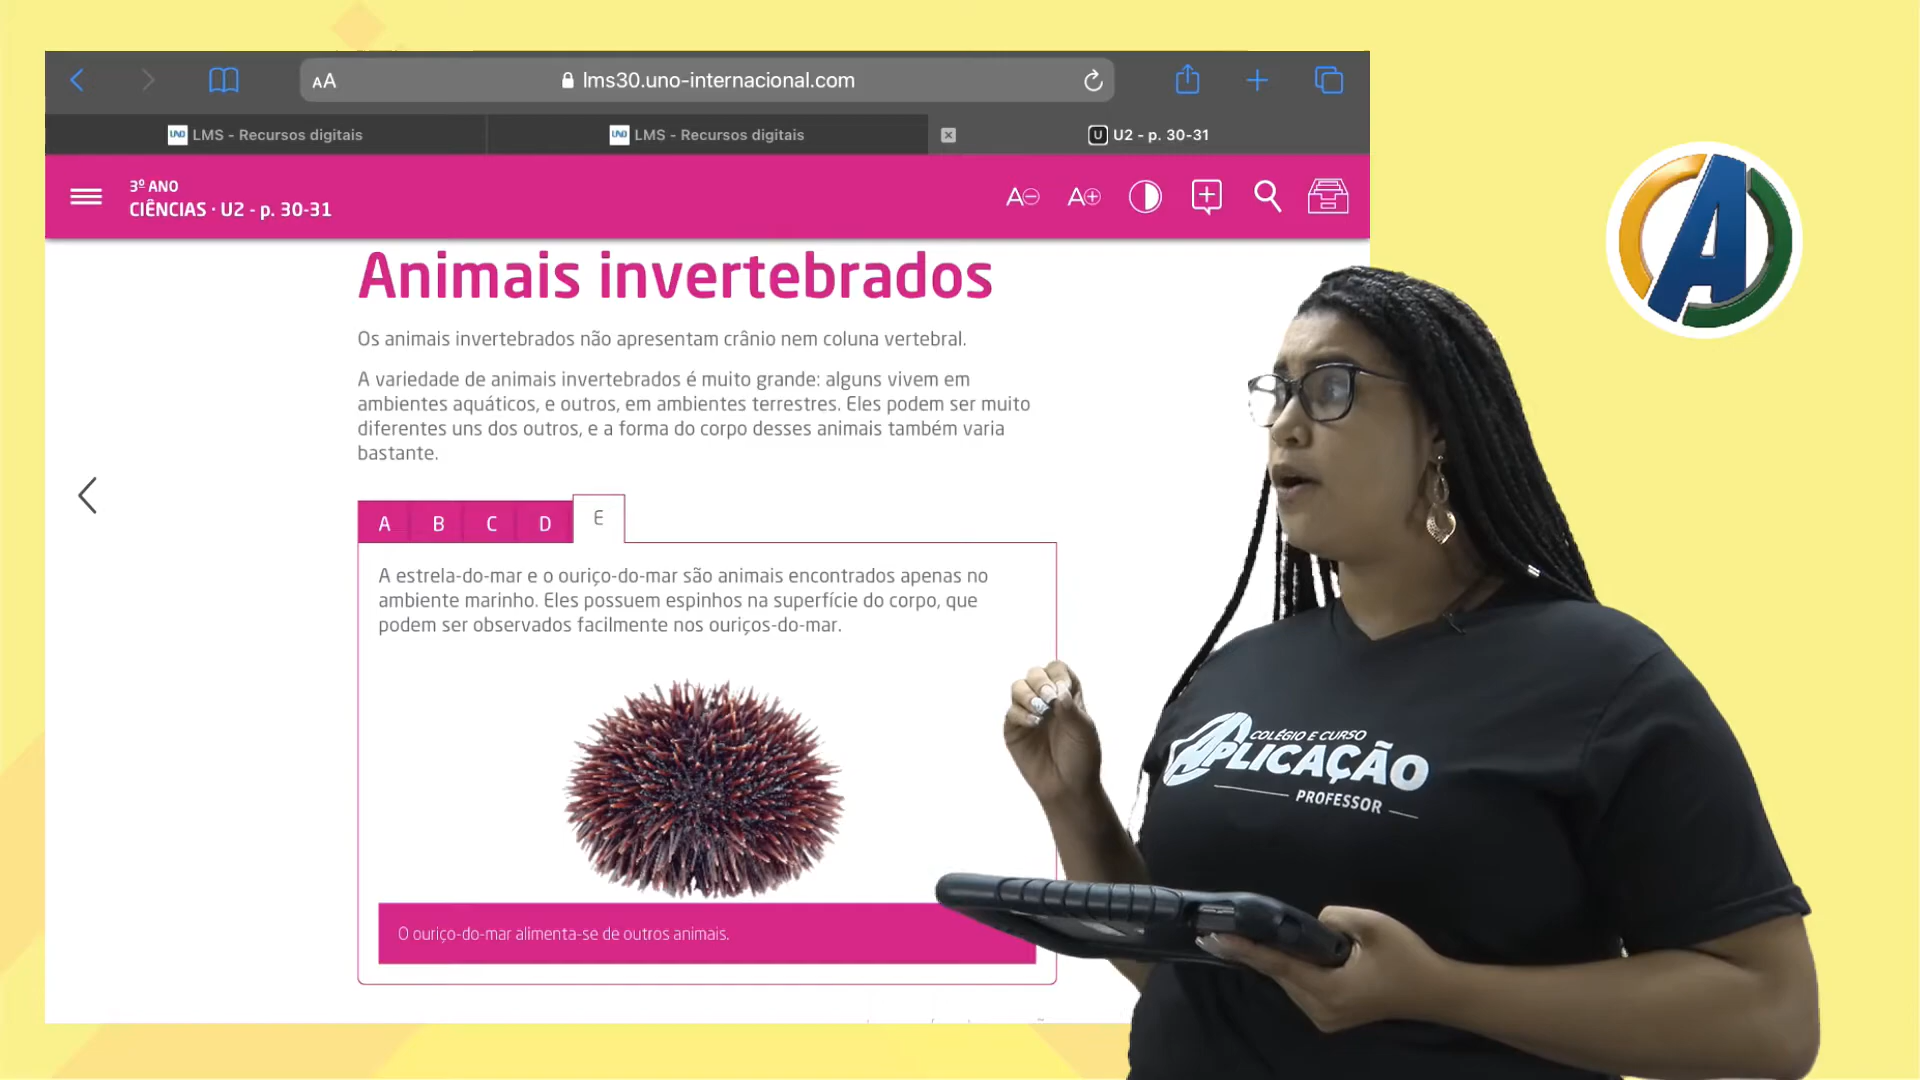 AA
lms30.uno-internacional.com
UNO LMS - Recursos digitais
UNO LMS - Recursos digitais
U U2 - p. 30-31
3º ANO
CIÊNCIAS · U2 - p. 30-31
A
A
Animais invertebrados
Os animais invertebrados não apresentam crânio nem coluna vertebral.
A variedade de animais invertebrados é muito grande: alguns vivem em
ambientes aquáticos, e outros, em ambientes terrestres. Eles podem ser muito
diferentes uns dos outros, e a forma do corpo desses animais também varia
bastante.
A B C D E
A estrela-do-mar e o ouriço-do-mar são animais encontrados apenas no
ambiente marinho. Eles possuem espinhos na superfície do corpo, que
podem ser observados facilmente nos ouriços-do-mar.
O ouriço-do-mar alimenta-se de outros animais.
A
COLÉGIO E CURSO
APLICAÇÃO
PROFESSOR